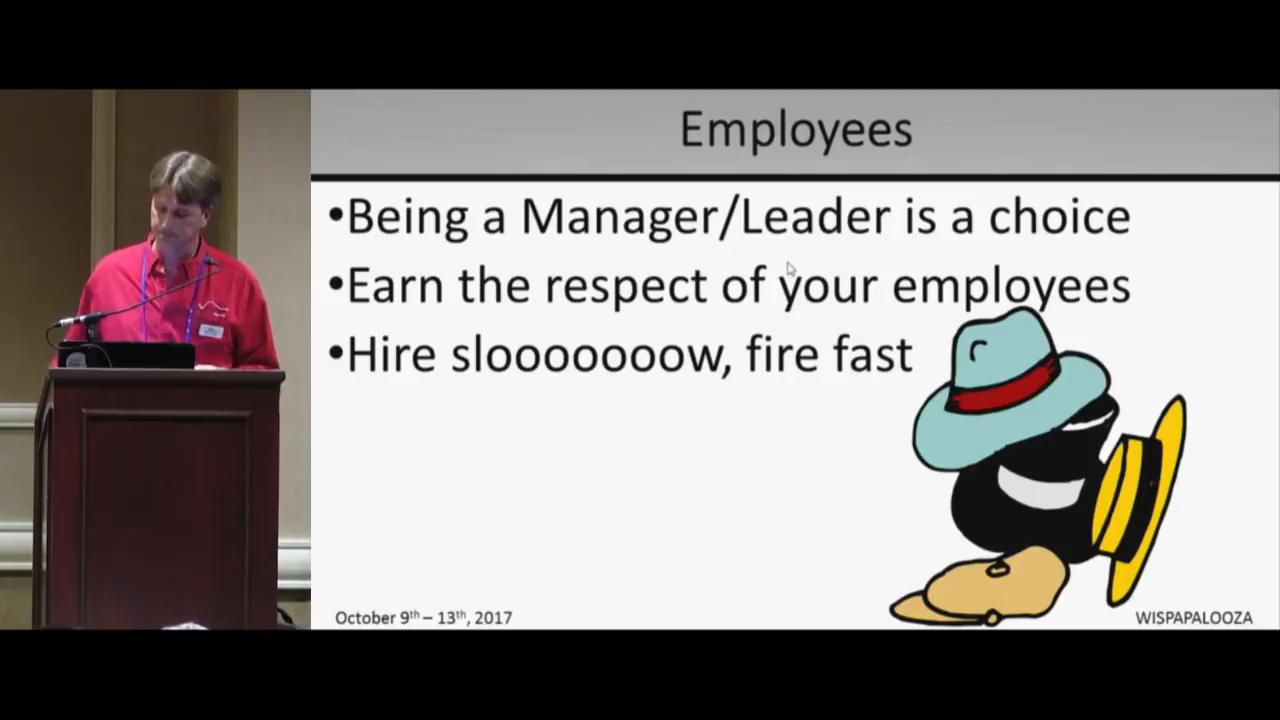 Employees
•Being a Manager/Leader is a choice
•Earn the respect of your employees
•Hire slooooooow, fire fast
October 9th – 13th, 2017
WISPAPALOOZA